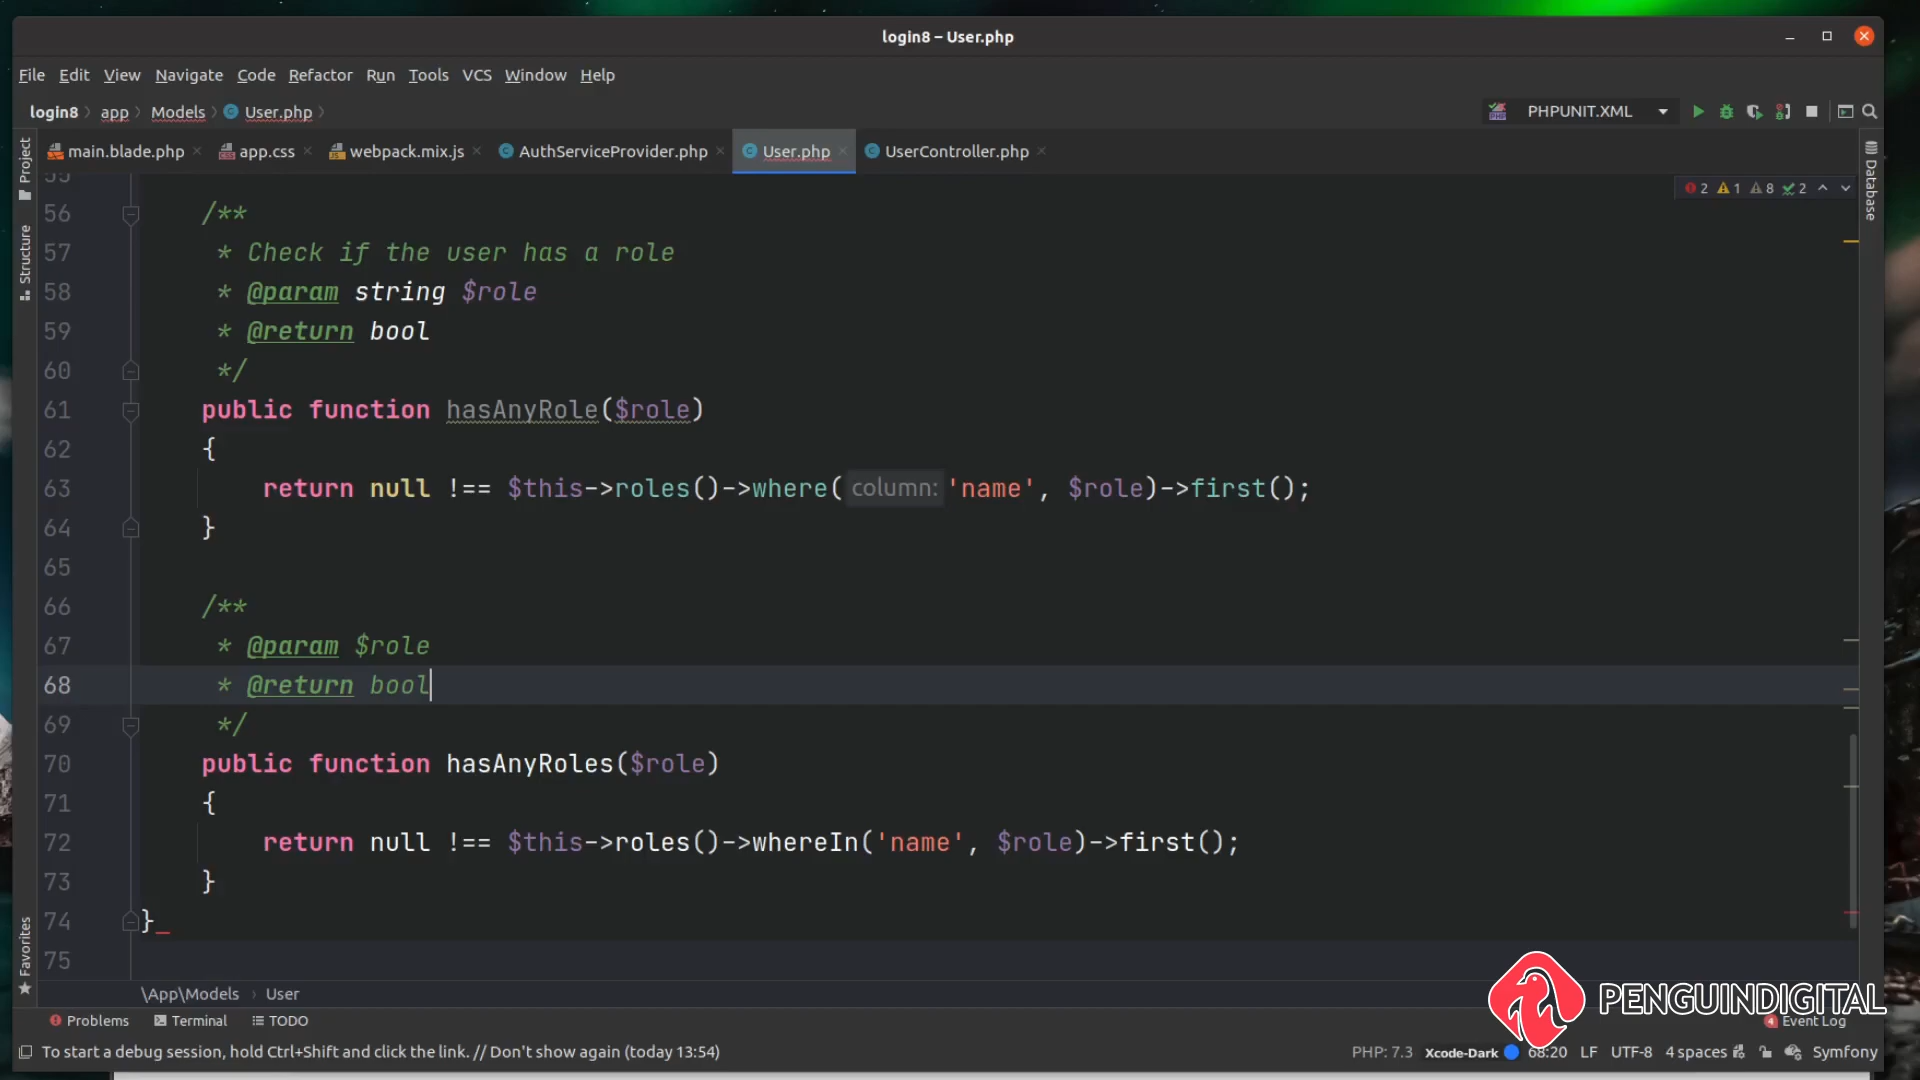 login8 – User.php
File Edit View Navigate Code Refactor Run Tools VCS Window Help
login8 app Models User.php PHPUNIT.XML
main.blade.php app.css webpack.mix.js AuthServiceProvider.php User.php UserController.php
Project
Structure
Favorites
Database
2 1 8 2
55
56 /**
57 * Check if the user has a role
58 * @param string $role
59 * @return bool
60 */
61 public function hasAnyRole($role)
62 {
63 return null !== $this->roles()->where( column: 'name', $role)->first();
64 }
65
66 /**
67 * @param $role
68 * @return bool
69 */
70 public function hasAnyRoles($role)
71 {
72 return null !== $this->roles()->whereIn('name', $role)->first();
73 }
74 }
75
\App\Models › User
PENGUINDIGITAL
Problems Terminal TODO 4 Event Log
To start a debug session, hold Ctrl+Shift and click the link. // Don't show again (today 13:54) PHP: 7.3 Xcode-Dark 68:20 LF UTF-8 4 spaces Symfony